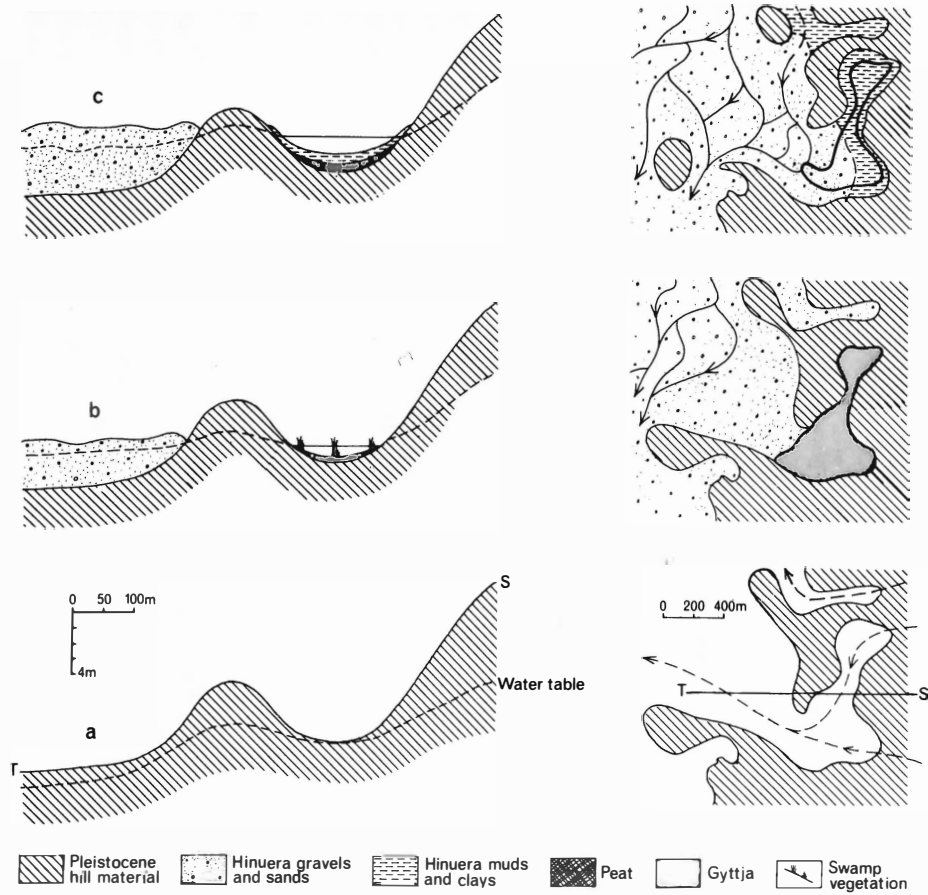 c
b
0 50 100m
4m
S
Water table
a
T
0 200 400m
T
S
Pleistocene
hill material
Hinuera gravels
and sands
Hinuera muds
and clays
Peat
Gyttja
Swamp
vegetation